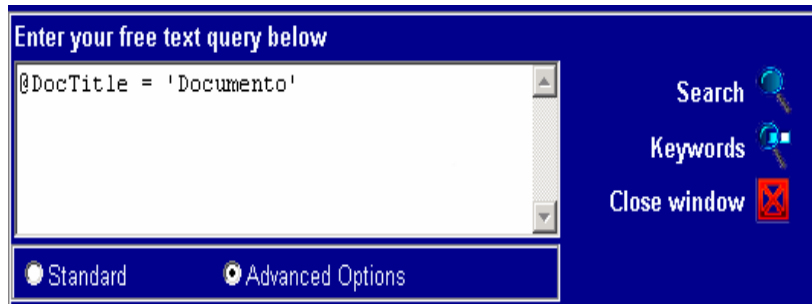 Enter your free text query below
@DocTitle = 'Documento'
Search
Keywords
Close window
Standard
Advanced Options